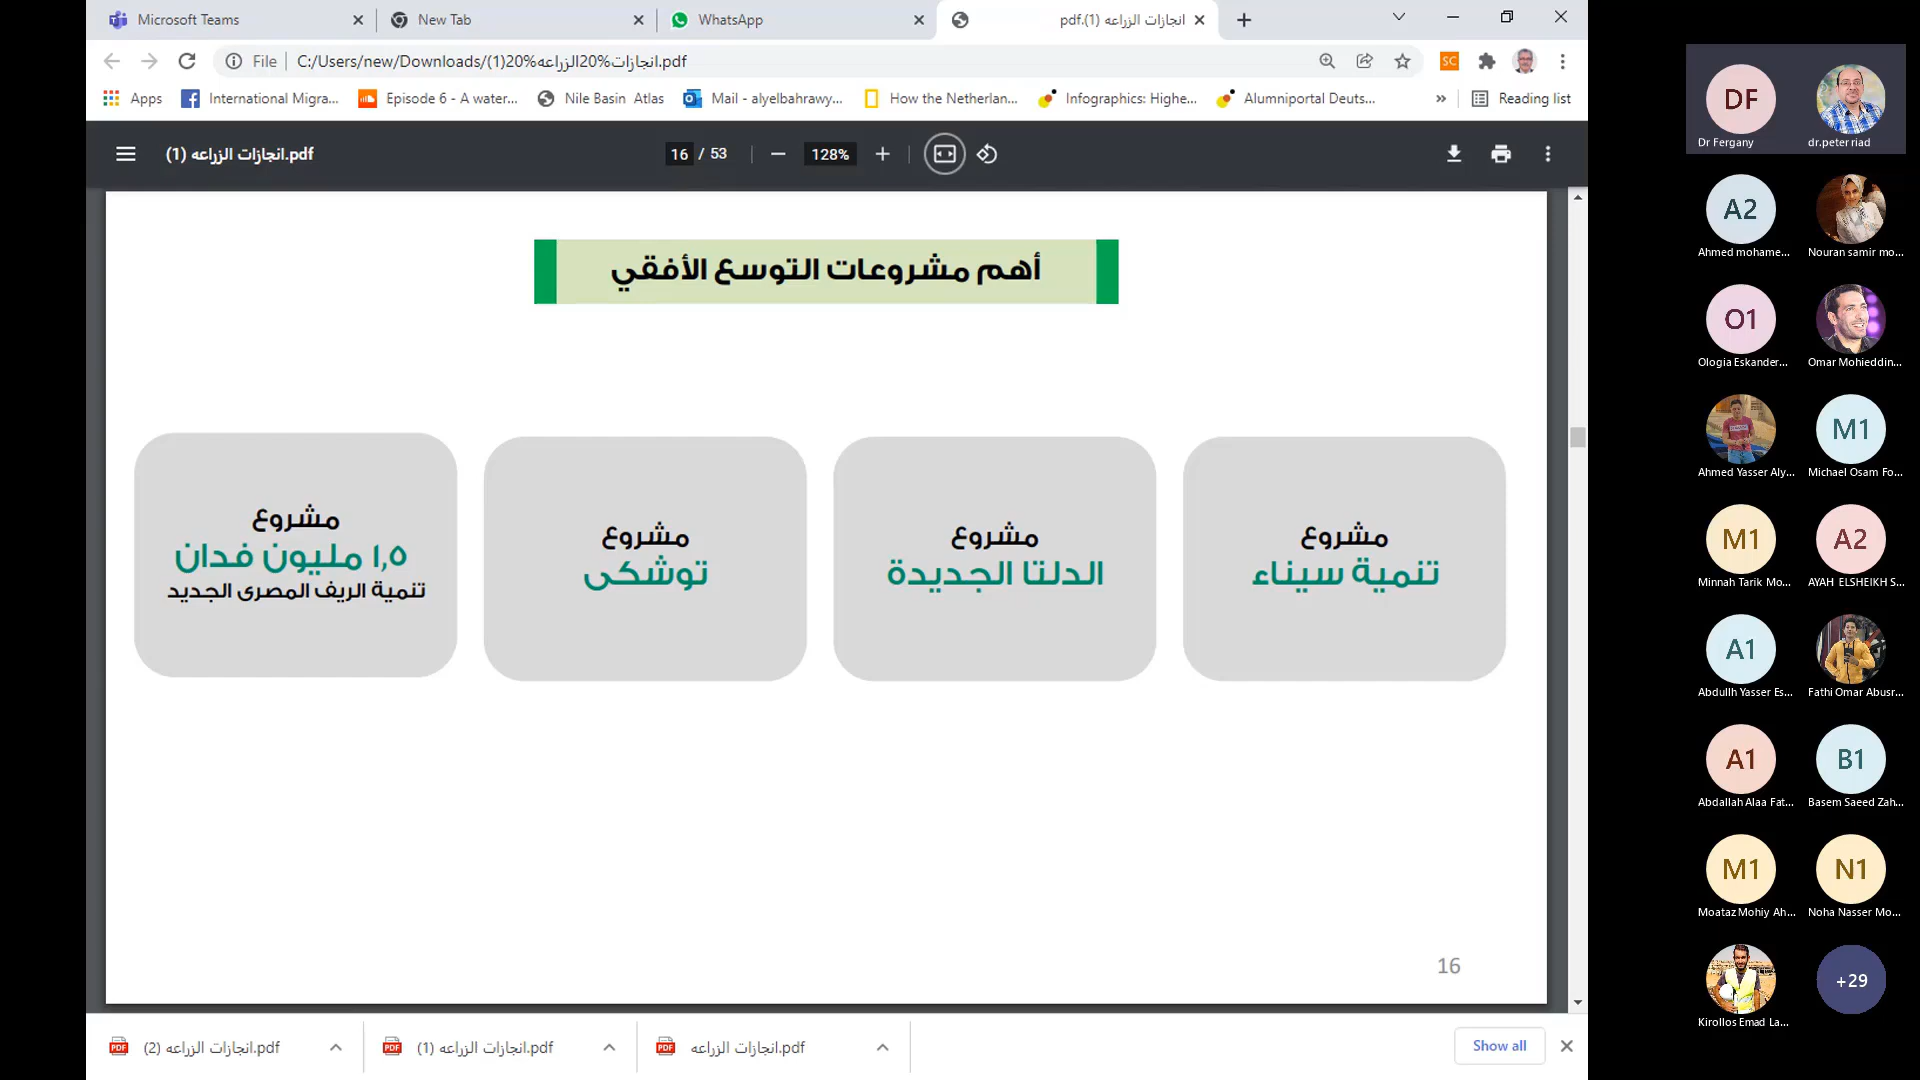 Microsoft Teams
New Tab
WhatsApp
انجازات الزراعه (1).pdf
File
C:/Users/new/Downloads/انجازات%20الزراعه%20(1).pdf
Apps
International Migra...
Episode 6 - A water...
Nile Basin Atlas
Mail - alyelbahrawy...
How the Netherlan...
Infographics: Highe...
Alumniportal Deuts...
»
Reading list
SC
انجازات الزراعه (1).pdf
16 / 53
128%
أهم مشروعات التوسع الأفقي
مشروع
تنمية سيناء
مشروع
الدلتا الجديدة
مشروع
توشكى
مشروع
١,٥ مليون فدان
تنمية الريف المصرى الجديد
16
PDF
انجازات الزراعه (2).pdf
PDF
انجازات الزراعه (1).pdf
PDF
انجازات الزراعه.pdf
Show all
DF
Dr Fergany
dr.peter riad
A2
Ahmed mohame...
Nouran samir mo...
O1
Ologia Eskander...
Omar Mohieddin...
Ahmed Yasser Aly...
M1
Michael Osam Fo...
M1
Minnah Tarik Mo...
A2
AYAH ELSHEIKH S...
A1
Abdullh Yasser Es...
Fathi Omar Abusr...
A1
Abdallah Alaa Fat...
B1
Basem Saeed Zah...
M1
Moataz Mohiy Ah...
N1
Noha Nasser Mo...
Kirollos Emad La...
+29